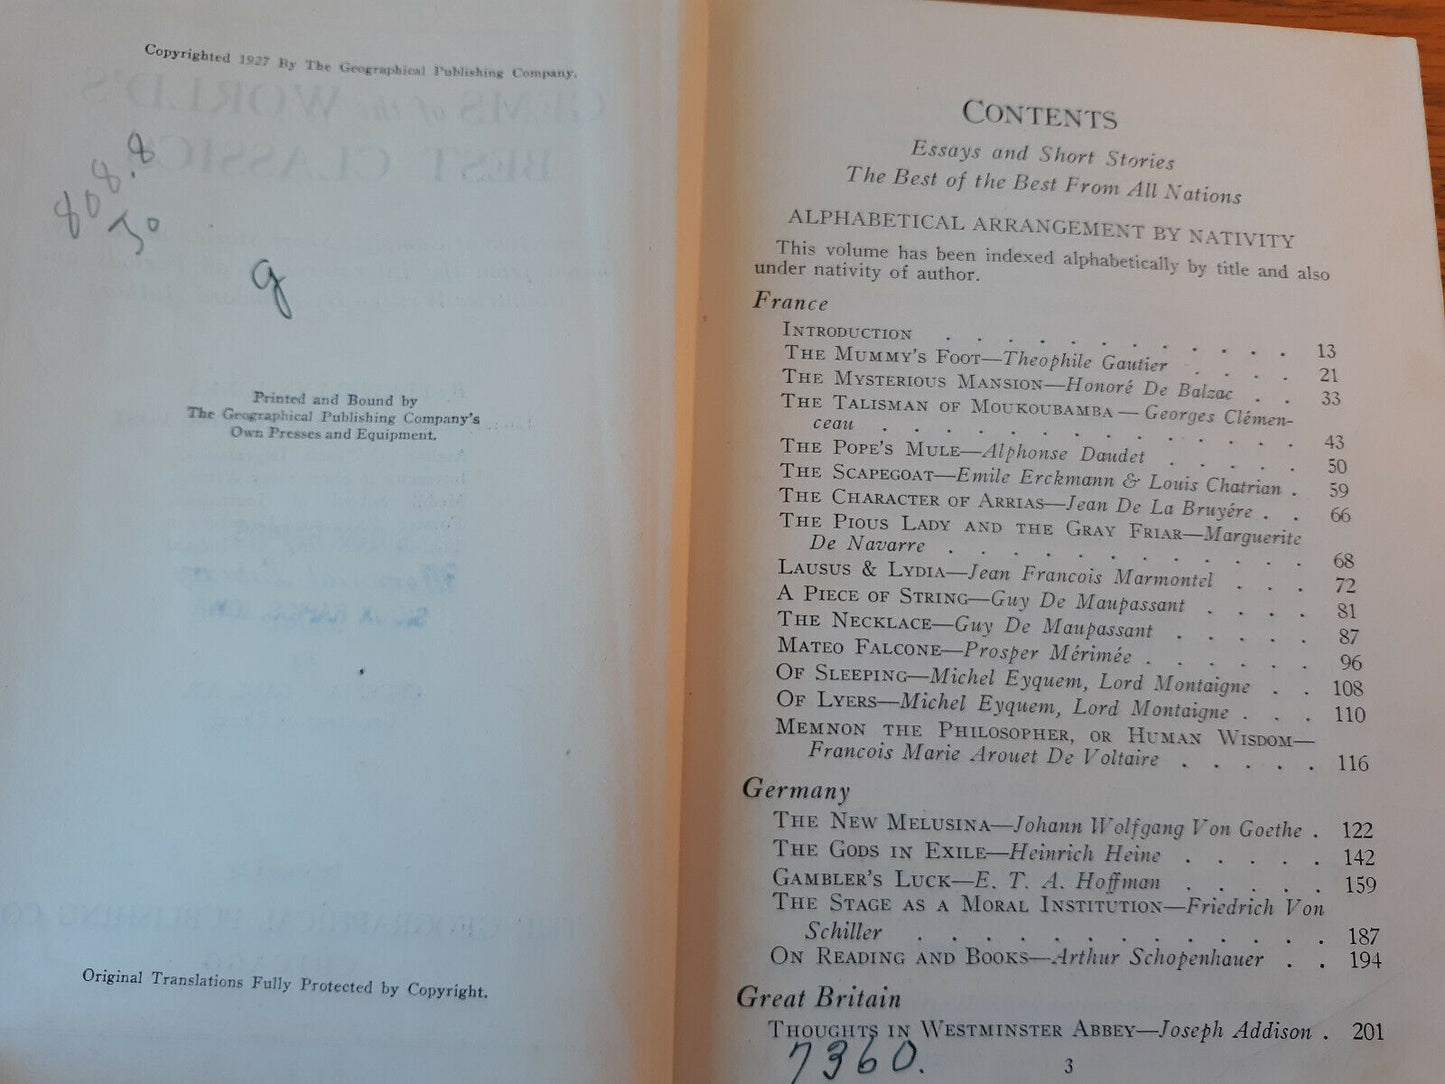 Copyrighted 1927 By The Geographical Publishing Company.
GEMS of the WORLD'S
BEST CLASSICS
808.8
Jo
g
Printed and Bound by
The Geographical Publishing Company's
Own Presses and Equipment.
Original Translations Fully Protected by Copyright.
CONTENTS
Essays and Short Stories
The Best of the Best From All Nations
ALPHABETICAL ARRANGEMENT BY NATIVITY
This volume has been indexed alphabetically by title and also
under nativity of author.
France
INTRODUCTION . . . . . . . . . . . . 13
THE MUMMY'S FOOT—Theophile Gautier . . . . 21
THE MYSTERIOUS MANSION—Honoré De Balzac . . 33
THE TALISMAN OF MOUKOUBAMBA—Georges Clémen-
ceau . . . . . . . . . . . . . 43
THE POPE'S MULE—Alphonse Daudet . . . . . 50
THE SCAPEGOAT—Emile Erckmann & Louis Chatrian . 59
THE CHARACTER OF ARRIAS—Jean De La Bruyére . . 66
THE PIOUS LADY AND THE GRAY FRIAR—Marguerite
De Navarre . . . . . . . . . . . 68
LAUSUS & LYDIA—Jean Francois Marmontel . . . 72
A PIECE OF STRING—Guy De Maupassant . . . . 81
THE NECKLACE—Guy De Maupassant . . . . . 87
MATEO FALCONE—Prosper Mérimée . . . . . . 96
OF SLEEPING—Michel Eyquem, Lord Montaigne . . 108
OF LYERS—Michel Eyquem, Lord Montaigne . . . 110
MEMNON THE PHILOSOPHER, OR HUMAN WISDOM—
Francois Marie Arouet De Voltaire . . . . . 116
Germany
THE NEW MELUSINA—Johann Wolfgang Von Goethe . 122
THE GODS IN EXILE—Heinrich Heine . . . . . 142
GAMBLER'S LUCK—E. T. A. Hoffman . . . . . 159
THE STAGE AS A MORAL INSTITUTION—Friedrich Von
Schiller . . . . . . . . . . . . . 187
ON READING AND BOOKS—Arthur Schopenhauer . . 194
Great Britain
THOUGHTS IN WESTMINSTER ABBEY—Joseph Addison . 201
7360.
3